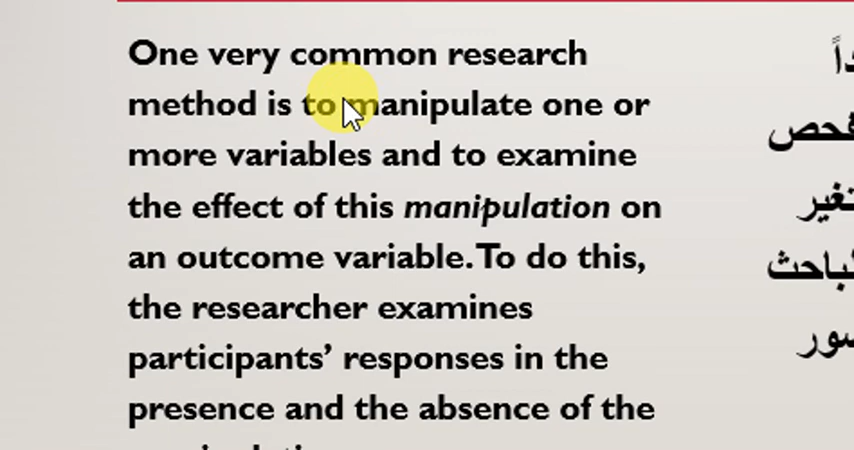 One very common research
method is to manipulate one or
more variables and to examine
the effect of this manipulation on
an outcome variable. To do this,
the researcher examines
participants’ responses in the
presence and the absence of the